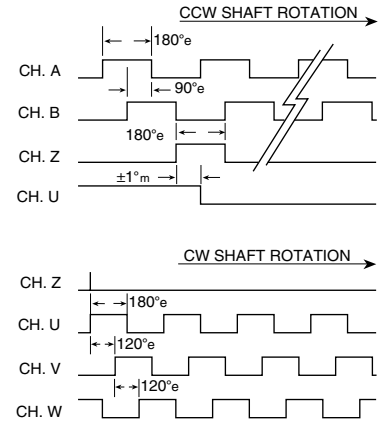 CCW SHAFT ROTATION
180°e
CH. A
90°e
CH. B
180°e
CH. Z
±1°m
CH. U
CW SHAFT ROTATION
CH. Z
180°e
CH. U
120°e
CH. V
120°e
CH. W